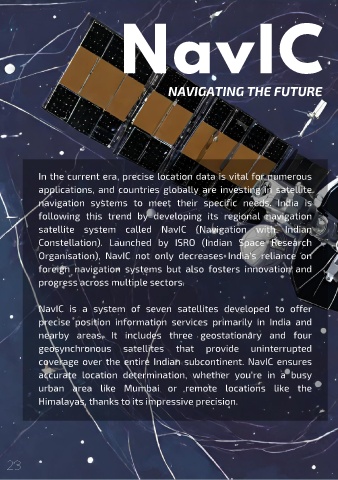 NavIC
NAVIGATING THE FUTURE
In the current era, precise location data is vital for numerous
applications, and countries globally are investing in satellite
navigation systems to meet their specific needs. India is
following this trend by developing its regional navigation
satellite system called NavIC (Navigation with Indian
Constellation). Launched by ISRO (Indian Space Research
Organisation), NavIC not only decreases India's reliance on
foreign navigation systems but also fosters innovation and
progress across multiple sectors.
NavIC is a system of seven satellites developed to offer
precise position information services primarily in India and
nearby areas. It includes three geostationary and four
geosynchronous satellites that provide uninterrupted
coverage over the entire Indian subcontinent. NavIC ensures
accurate location determination, whether you're in a busy
urban area like Mumbai or remote locations like the
Himalayas, thanks to its impressive precision.
23